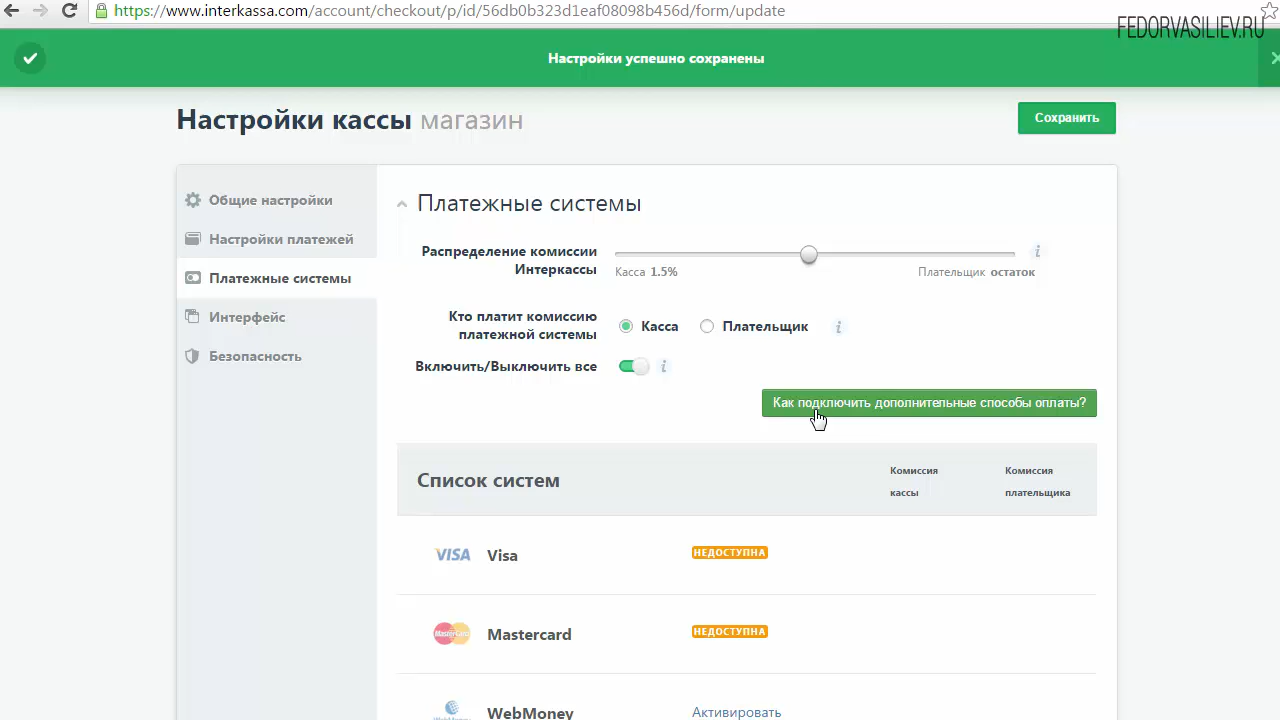 https://www.interkassa.com/account/checkout/p/id/56db0b323d1eaf08098b456d/form/update
FEDORVASILIEV.RU
Настройки успешно сохранены
Настройки кассы магазин
Сохранить
Общие настройки
Настройки платежей
Платежные системы
Интерфейс
Безопасность
Платежные системы
Распределение комиссии
Интеркассы
Касса 1.5%
Плательщик остаток
Кто платит комиссию
платежной системы
Касса
Плательщик
Включить/Выключить все
Как подключить дополнительные способы оплаты?
Список систем
Комиссия
кассы
Комиссия
плательщика
VISA
Visa
НЕДОСТУПНА
MasterCard
Mastercard
НЕДОСТУПНА
WebMoney
Активировать